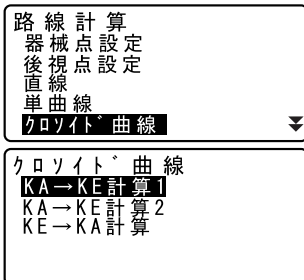 路線計算
器械点設定
後視点設定
直線
単曲線
クロソイド曲線
クロソイド曲線
KA→KE計算1
KA→KE計算2
KE→KA計算